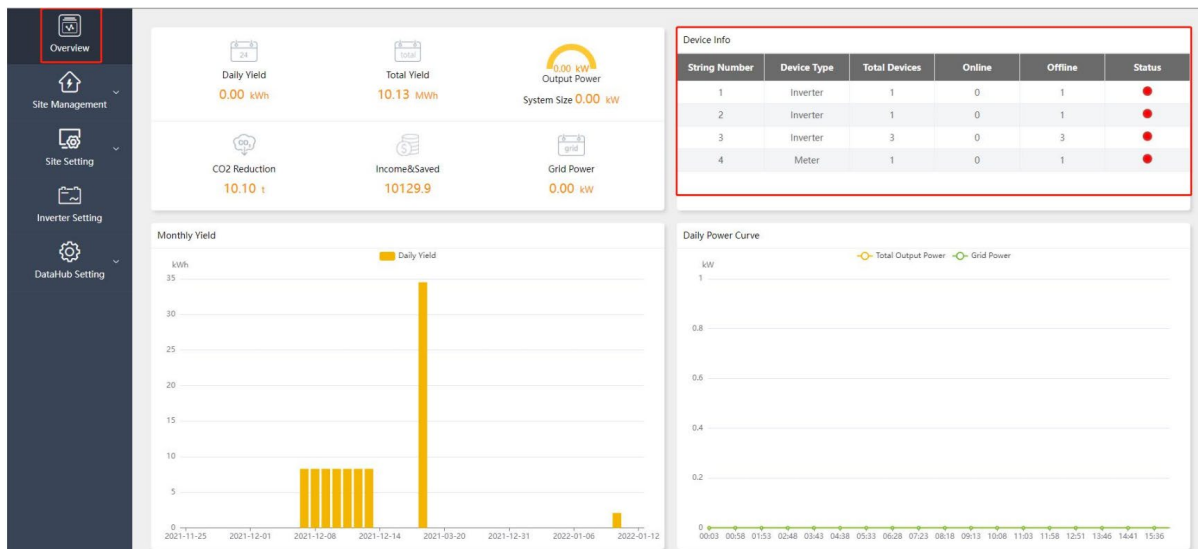 Overview
Site Management
Site Setting
Inverter Setting
DataHub Setting
24
Daily Yield
0.00 kWh
total
Total Yield
10.13 MWh
0.00 kW
Output Power
System Size 0.00 kW
CO2
CO2 Reduction
10.10 t
$
Income&Saved
10129.9
grid
Grid Power
0.00 kW
Device Info
String Number Device Type Total Devices Online Offline Status
1 Inverter 1 0 1
2 Inverter 1 0 1
3 Inverter 3 0 3
4 Meter 1 0 1
Monthly Yield
Daily Yield
kWh
35
30
25
20
15
10
5
0
2021-11-25 2021-12-01 2021-12-08 2021-12-14 2021-03-20 2021-12-31 2022-01-06 2022-01-12
Daily Power Curve
Total Output Power Grid Power
kW
1
0.8
0.6
0.4
0.2
0
00:03 00:58 01:53 02:48 03:43 04:38 05:33 06:28 07:23 08:18 09:13 10:08 11:03 11:58 12:51 13:46 14:41 15:36